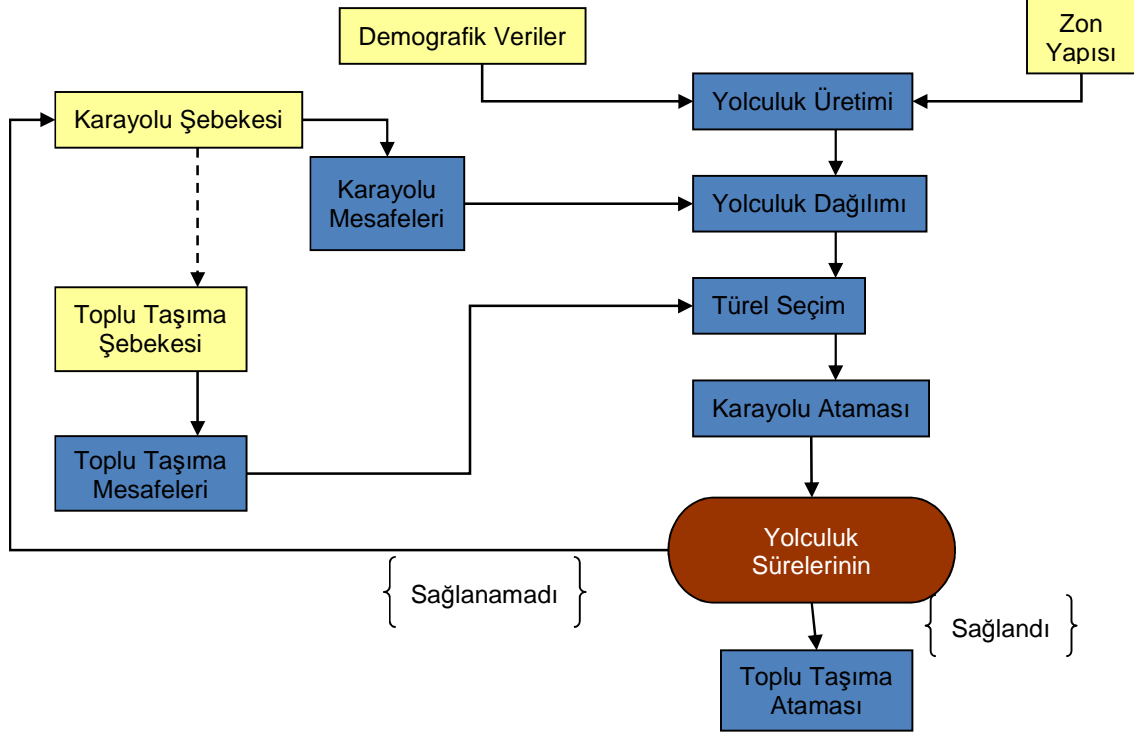 Demografik Veriler
Zon
Yapısı
Yolculuk Üretimi
Karayolu Şebekesi
Karayolu
Mesafeleri
Yolculuk Dağılımı
Toplu Taşıma
Şebekesi
Türel Seçim
Karayolu Ataması
Toplu Taşıma
Mesafeleri
Yolculuk
Sürelerinin
Sağlanamadı
Sağlandı
Toplu Taşıma
Ataması